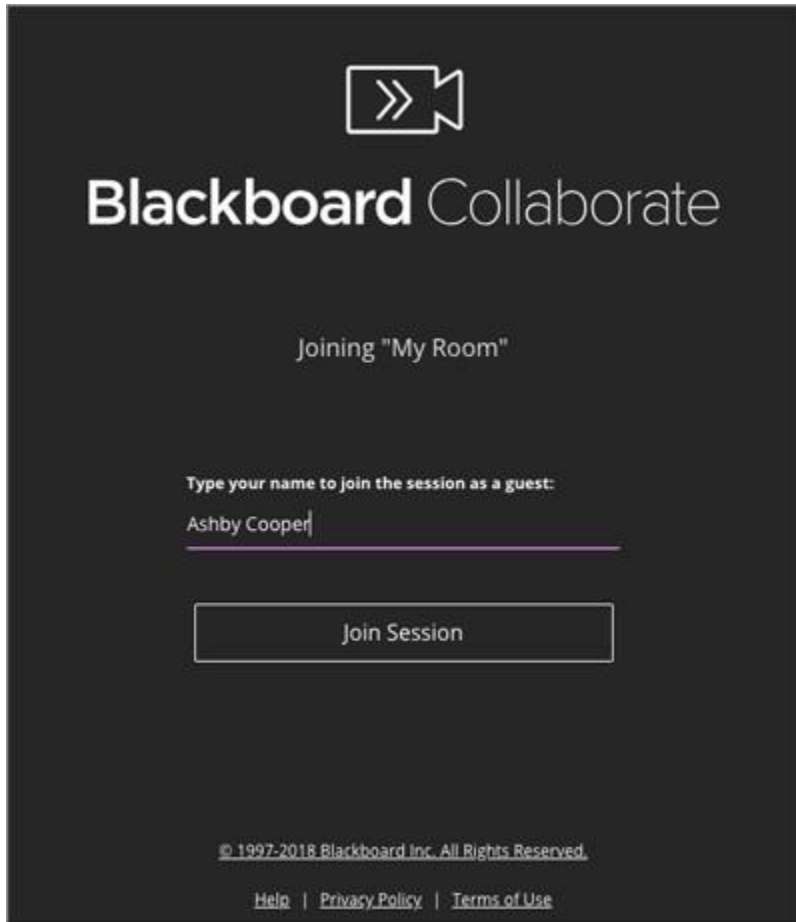 Blackboard Collaborate
Joining "My Room"
Type your name to join the session as a guest:
Ashby Cooper
Join Session
© 1997-2018 Blackboard Inc. All Rights Reserved.
Help | Privacy Policy | Terms of Use